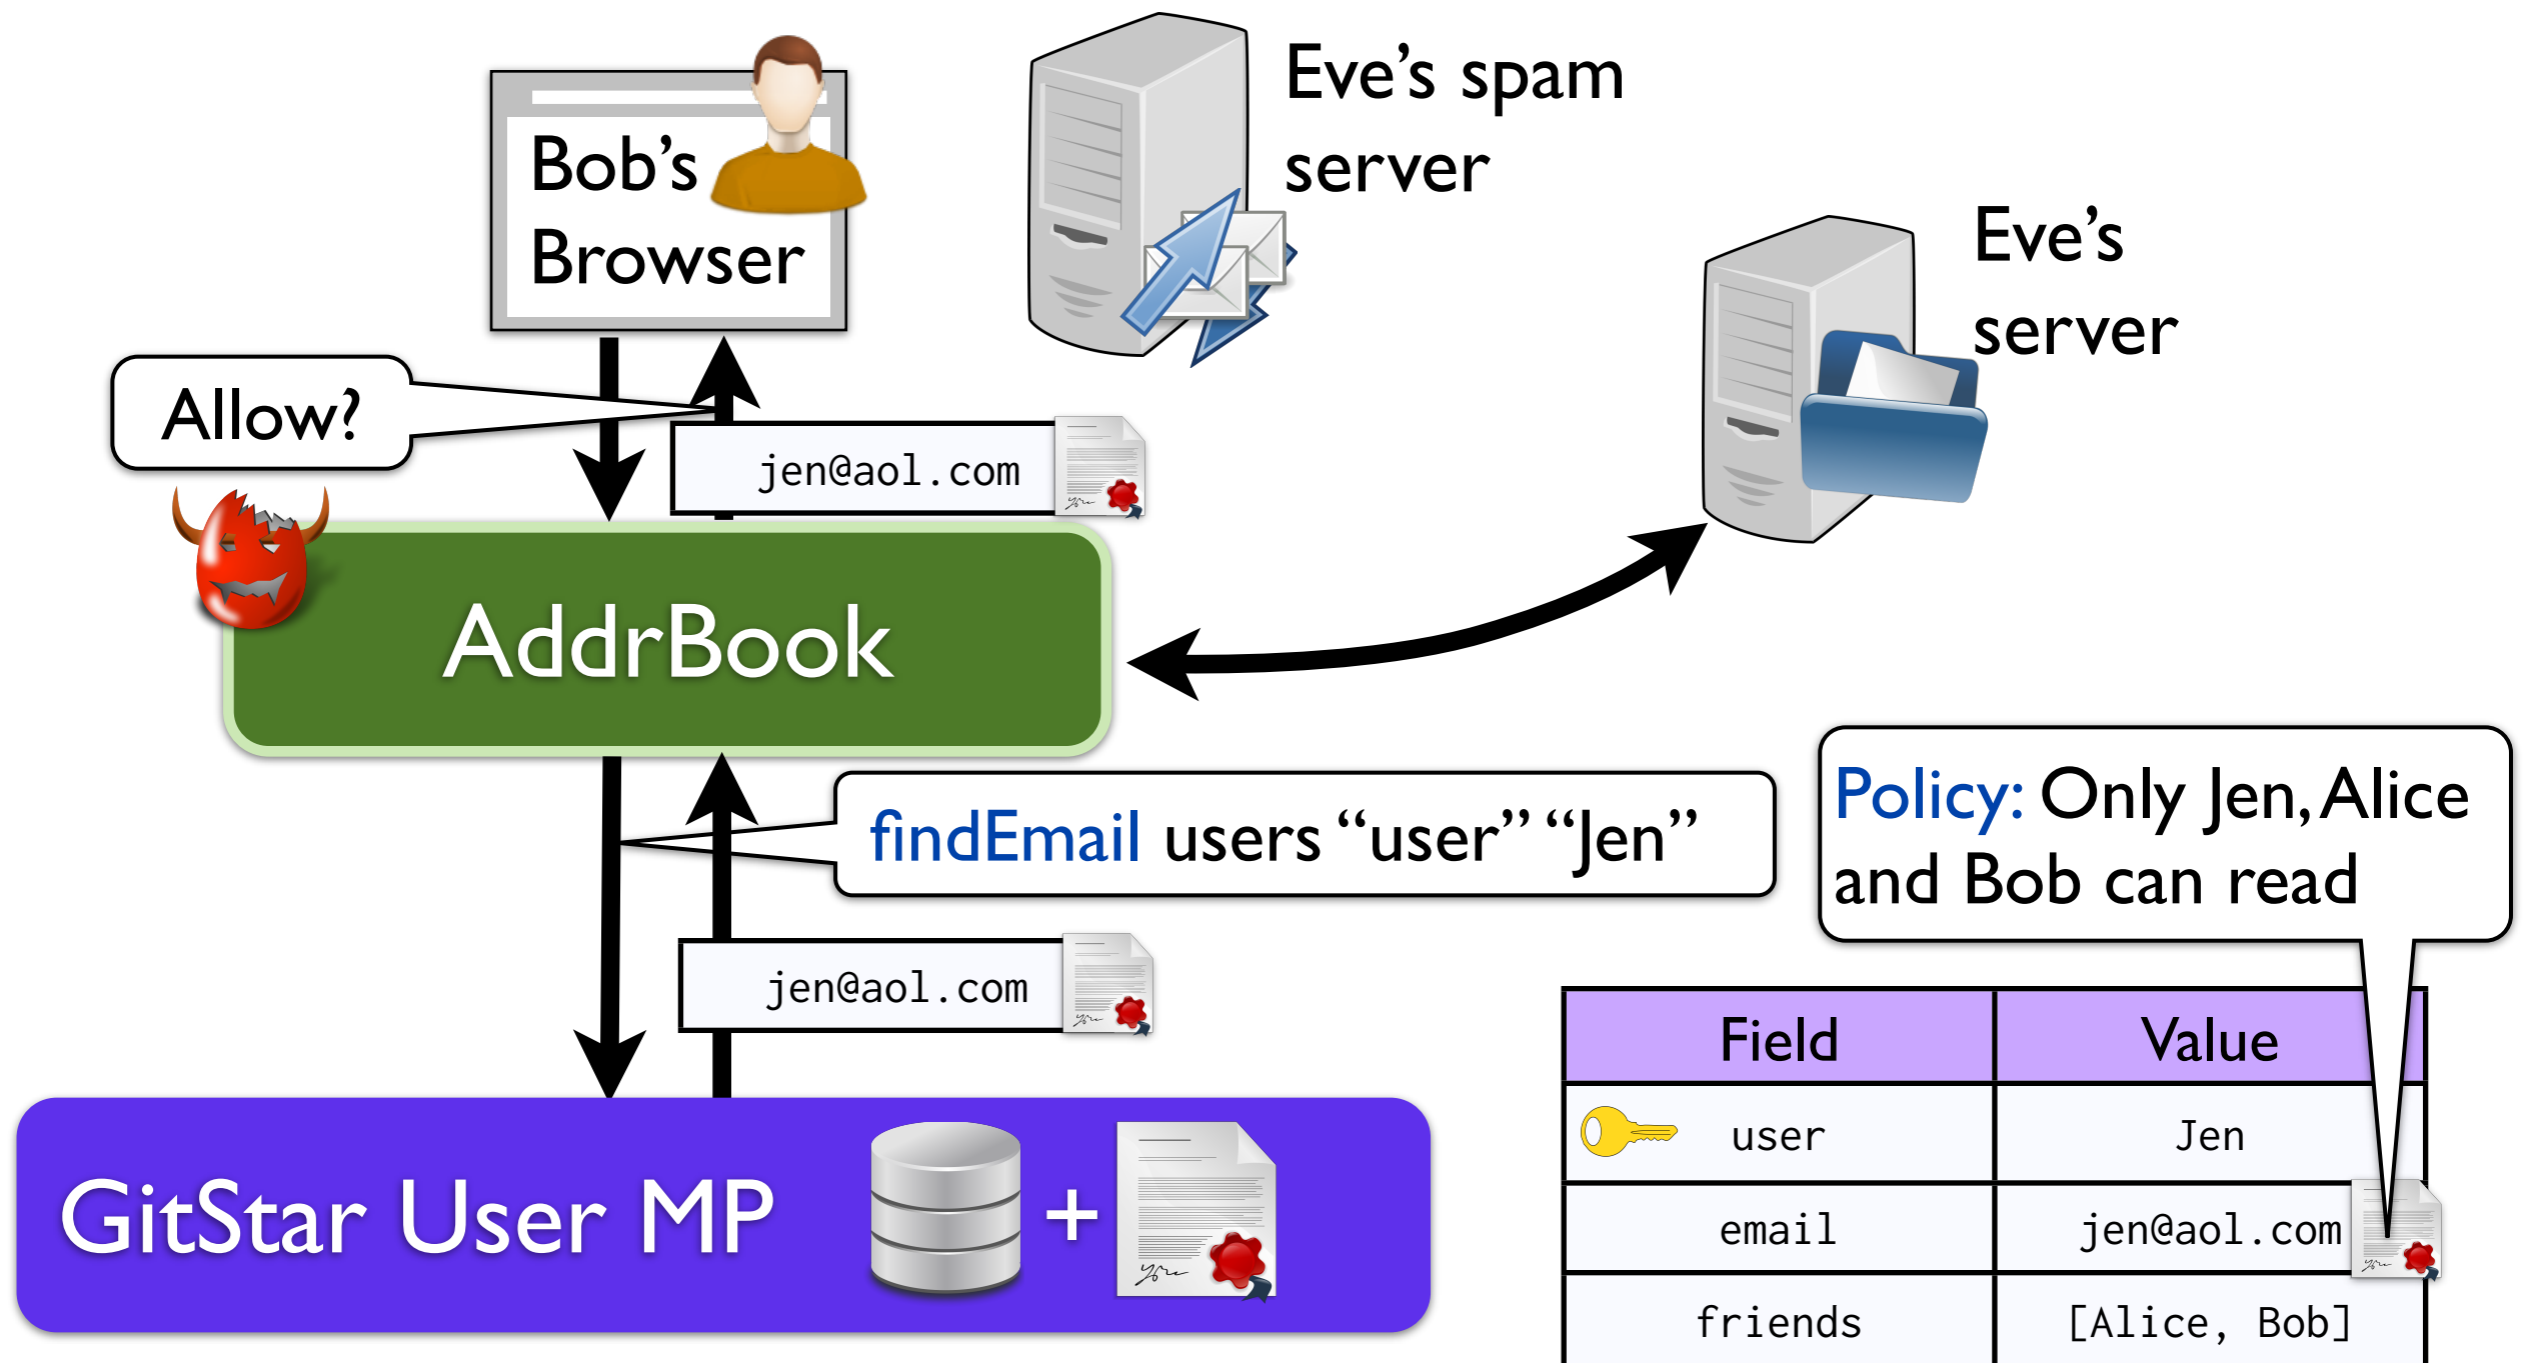 Bob's
Browser
Eve's spam
server
Eve's
server
Allow?
jen@aol.com
AddrBook
findEmail users “user” “Jen”
Policy: Only Jen, Alice
and Bob can read
jen@aol.com
GitStar User MP
+
Field Value
user Jen
email jen@aol.com
friends [Alice, Bob]